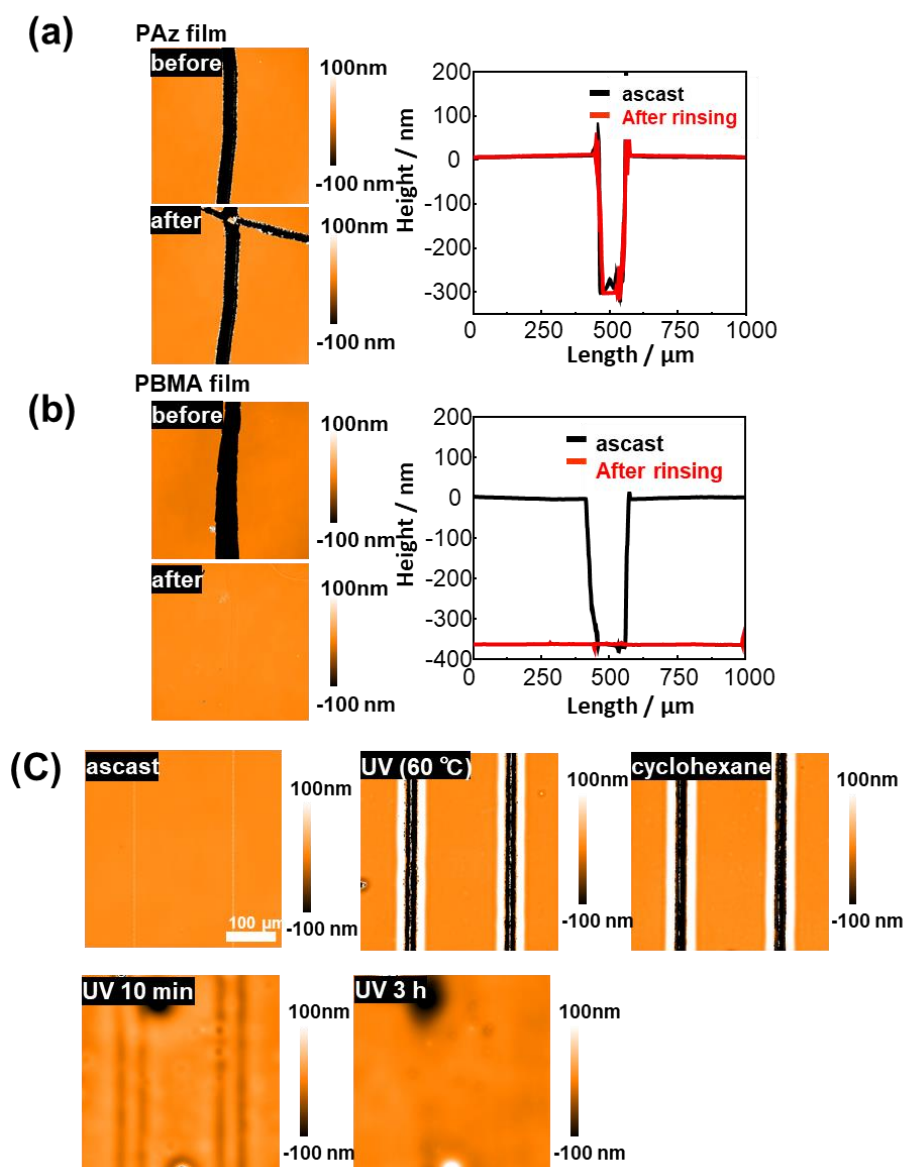 (a)
PAz film
before
100nm
-100 nm
after
100nm
-100 nm
200
100
0
-100
-200
-300
Height / nm
ascast
After rinsing
0
250
500
750
1000
Length / μm
PBMA film
(b)
before
100nm
-100 nm
after
100nm
-100 nm
200
100
0
-100
-200
-300
-400
Height / nm
ascast
After rinsing
0
250
500
750
1000
Length / μm
(C)
ascast
100 μm
100nm
-100 nm
UV (60 ℃)
100nm
-100 nm
cyclohexane
100nm
-100 nm
UV 10 min
100nm
-100 nm
UV 3 h
100nm
-100 nm